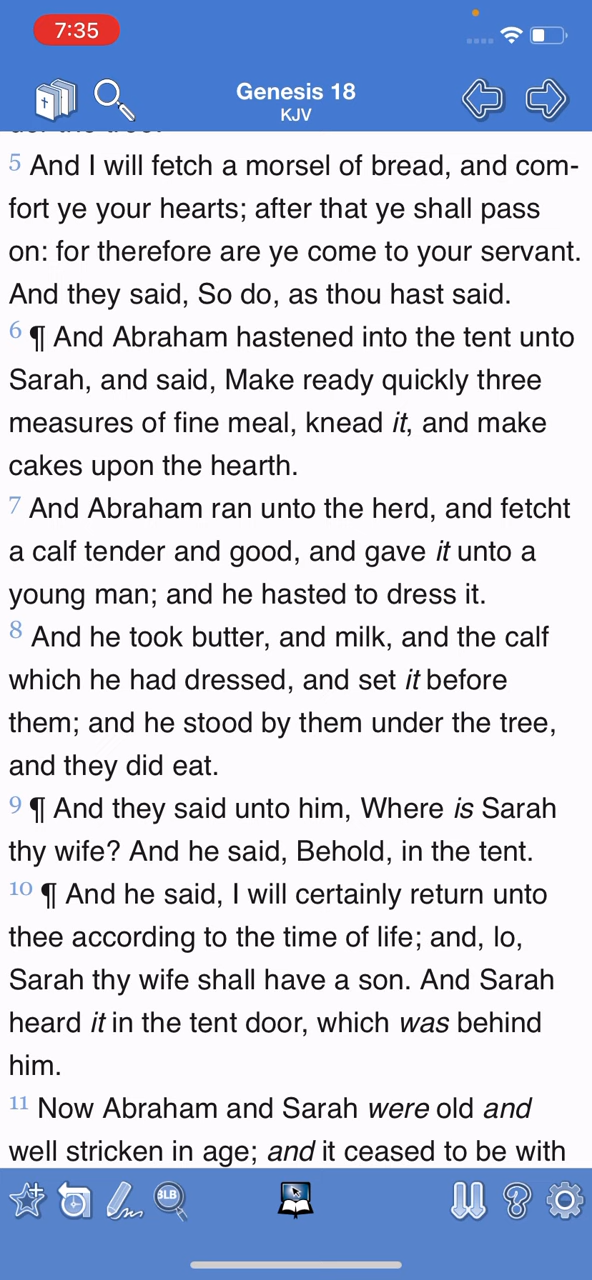 7:35
Genesis 18
KJV
5 And I will fetch a morsel of bread, and com-
fort ye your hearts; after that ye shall pass
on: for therefore are ye come to your servant.
And they said, So do, as thou hast said.
6 ¶ And Abraham hastened into the tent unto
Sarah, and said, Make ready quickly three
measures of fine meal, knead it, and make
cakes upon the hearth.
7 And Abraham ran unto the herd, and fetcht
a calf tender and good, and gave it unto a
young man; and he hasted to dress it.
8 And he took butter, and milk, and the calf
which he had dressed, and set it before
them; and he stood by them under the tree,
and they did eat.
9 ¶ And they said unto him, Where is Sarah
thy wife? And he said, Behold, in the tent.
10 ¶ And he said, I will certainly return unto
thee according to the time of life; and, lo,
Sarah thy wife shall have a son. And Sarah
heard it in the tent door, which was behind
him.
11 Now Abraham and Sarah were old and
well stricken in age; and it ceased to be with
BLB